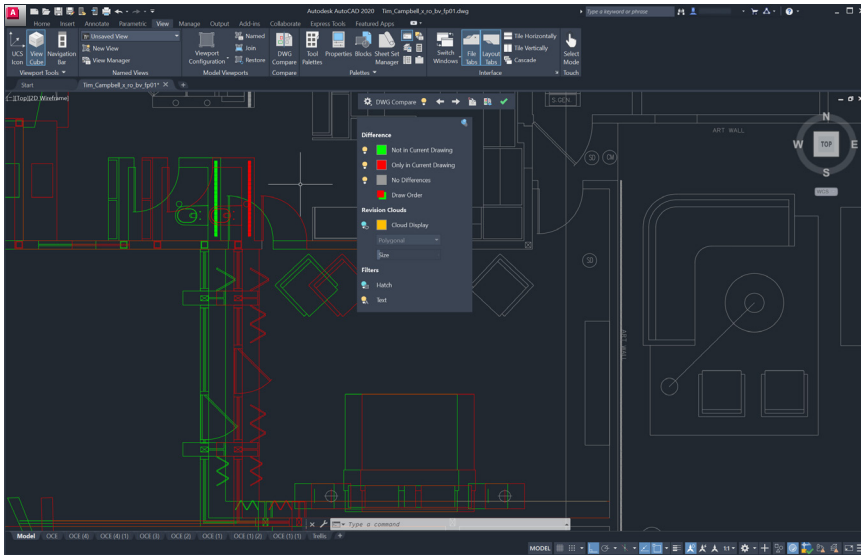 A
Autodesk AutoCAD 2020 Tim_Campbell_x_ro_bv_fp01.dwg
Type a keyword or phrase
Home Insert Annotate Parametric View Manage Output Add-ins Collaborate Express Tools Featured Apps
UCS Icon
View Cube
Navigation Bar
Viewport Tools
Unsaved View
New View
View Manager
Named Views
Viewport Configuration
Named
Join
Restore
Model Viewports
DWG Compare
Compare
Tool Palettes
Properties
Blocks
Sheet Set Manager
Palettes
Switch Windows
File Tabs
Layout Tabs
Tile Horizontally
Tile Vertically
Cascade
Interface
Select Mode
Touch
Start Tim_Campbell_x_ro_bv_fp01*
[-][Top][2D Wireframe]
DWG Compare
S-GEN
Difference
Not in Current Drawing
Only in Current Drawing
No Differences
Draw Order
Revision Clouds
Cloud Display
Polygonal
Size
Filters
Hatch
Text
ART WALL
SD
SD
ART WALL
N
W TOP E
S
WCS
Type a command
Model OCE OCE (4) OCE (4) (1) OCE (3) OCE (2) OCE (1) OCE (1) (2) OCE (1) (1) Trellis +
MODEL
1:1